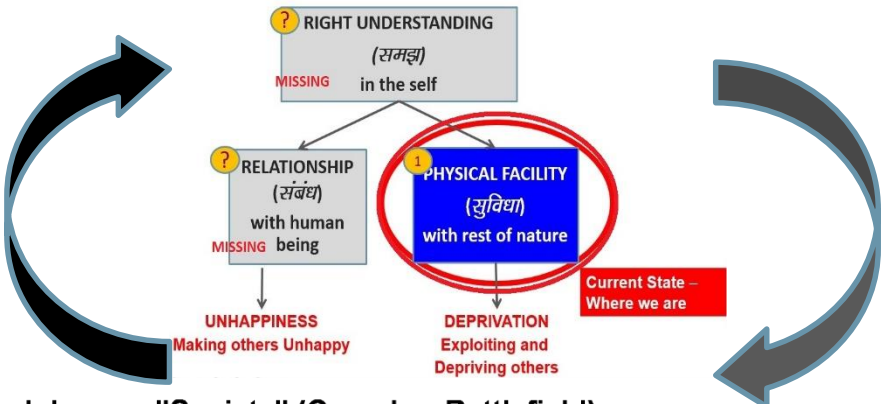 ?
RIGHT UNDERSTANDING
(समझ)
MISSING
in the self
?
RELATIONSHIP
(संबंध)
with human
MISSING being
1
PHYSICAL FACILITY
(सुविधा)
with rest of nature
Current State –
Where we are
UNHAPPINESS
Making others Unhappy
DEPRIVATION
Exploiting and
Depriving others